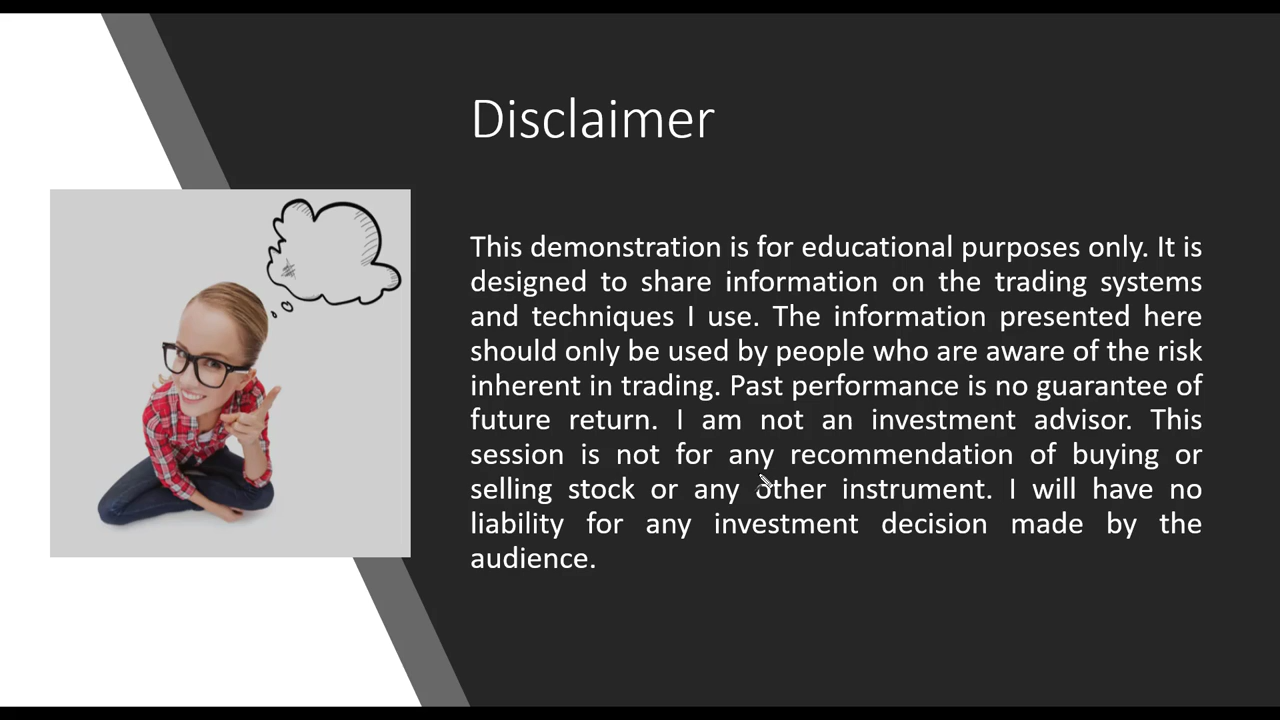 Disclaimer
This demonstration is for educational purposes only. It is
designed to share information on the trading systems
and techniques I use. The information presented here
should only be used by people who are aware of the risk
inherent in trading. Past performance is no guarantee of
future return. I am not an investment advisor. This
session is not for any recommendation of buying or
selling stock or any other instrument. I will have no
liability for any investment decision made by the
audience.